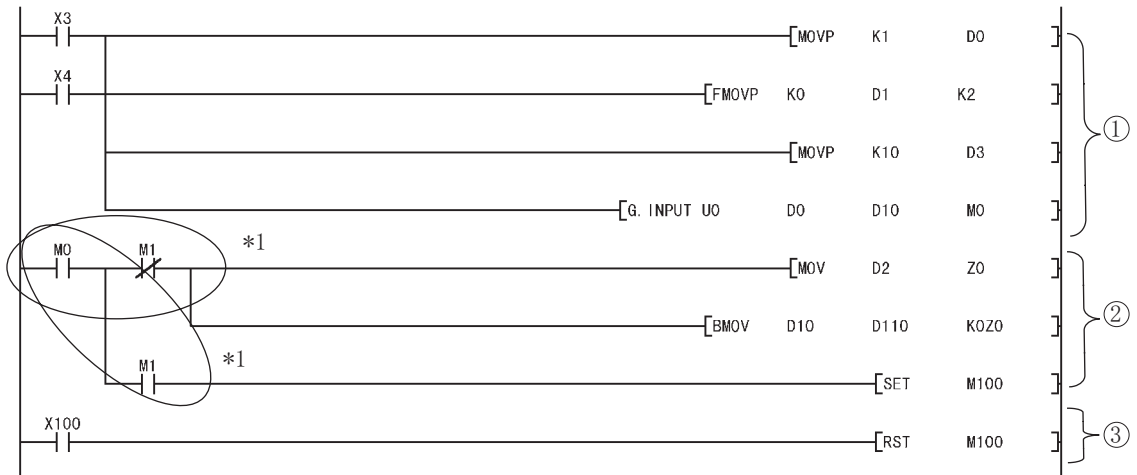 X3
[MOVP K1 D0 ]
X4
[FMOVP K0 D1 K2 ]
①
[MOVP K10 D3 ]
[G. INPUT U0 D0 D10 M0 ]
*1
M0 M1
[MOV D2 Z0 ]
②
[BMOV D10 D110 K0Z0 ]
*1
M1
[SET M100 ]
X100
[RST M100 ]
③